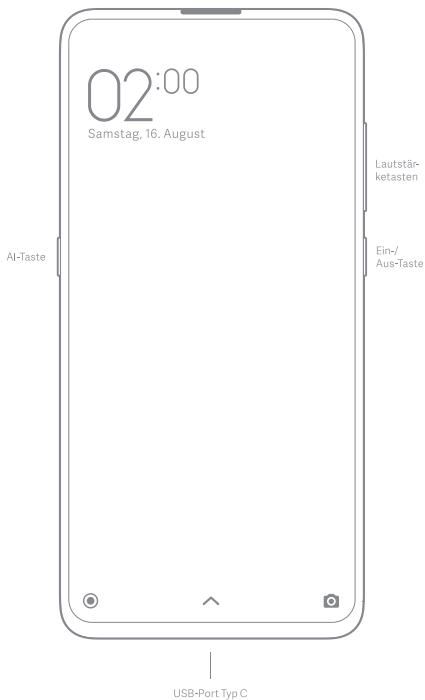 02:00
Samstag, 16. August
Lautstär-
ketasten
AI-Taste
Ein-/
Aus-Taste
USB-Port Typ C